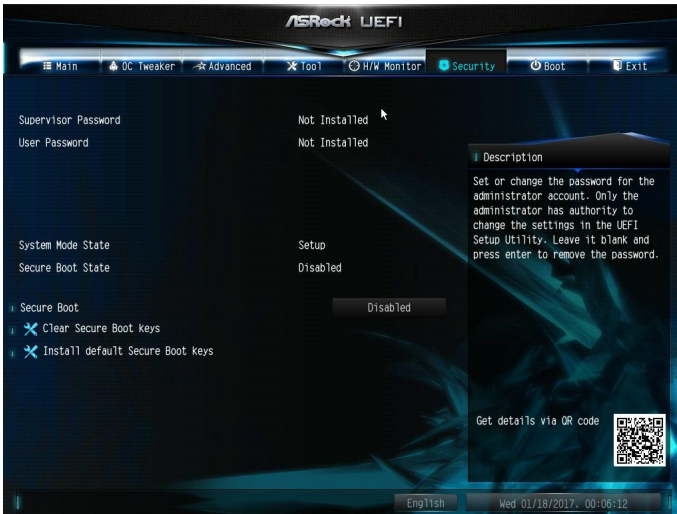 ASRock UEFI
Main OC Tweaker Advanced Tool H/W Monitor Security Boot Exit
Supervisor Password Not Installed
User Password Not Installed
System Mode State Setup
Secure Boot State Disabled
Secure Boot Disabled
Clear Secure Boot keys
Install default Secure Boot keys
Description
Set or change the password for the
administrator account. Only the
administrator has authority to
change the settings in the UEFI
Setup Utility. Leave it blank and
press enter to remove the password.
Get details via QR code
English Wed 01/18/2017. 00:06:12